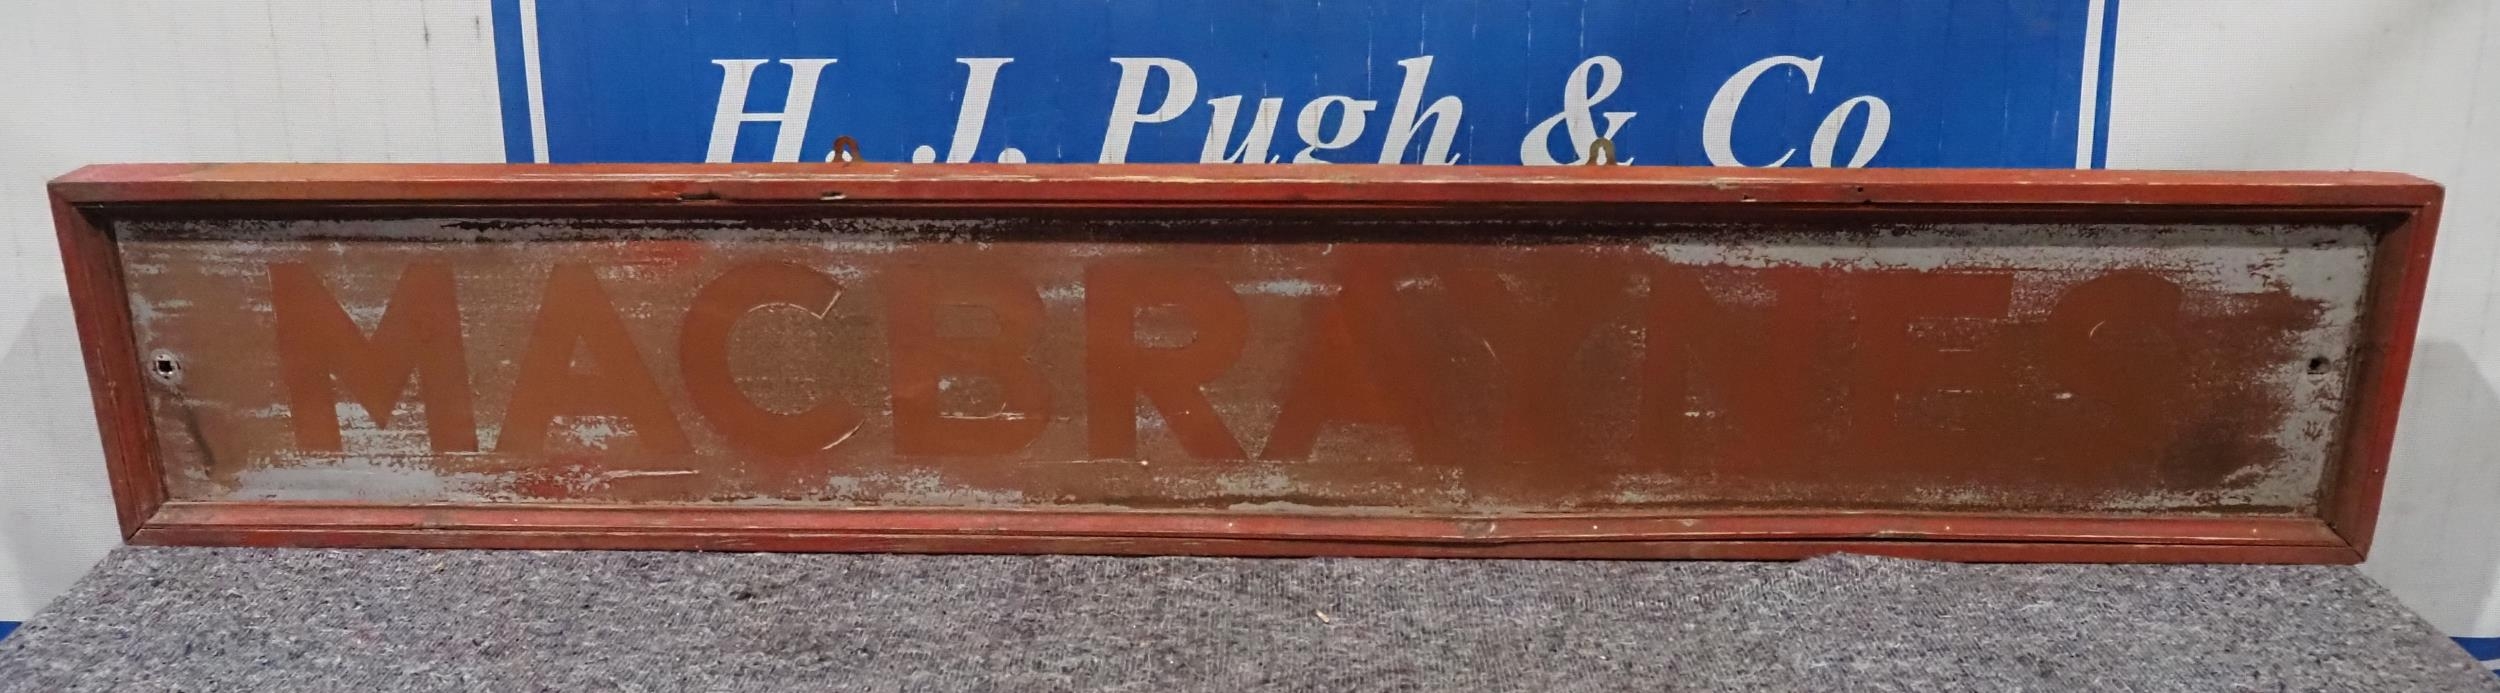 H. J. Pugh & Co
MACBRAYNES